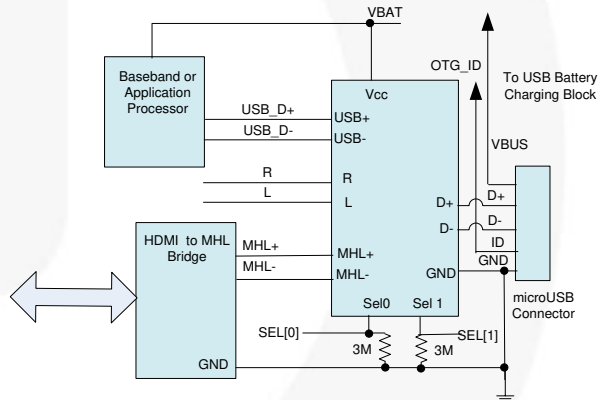 VBAT
OTG_ID
To USB Battery
Charging Block
Baseband or
Application
Processor
Vcc
USB_D+
USB+
USB_D-
USB-
VBUS
R
R
L
L
D+
D+
D-
D-
HDMI to MHL
Bridge
MHL+
MHL+
MHL-
MHL-
ID
GND
GND
microUSB
Connector
Sel0
Sel 1
SEL[0]
SEL[1]
3M
3M
GND